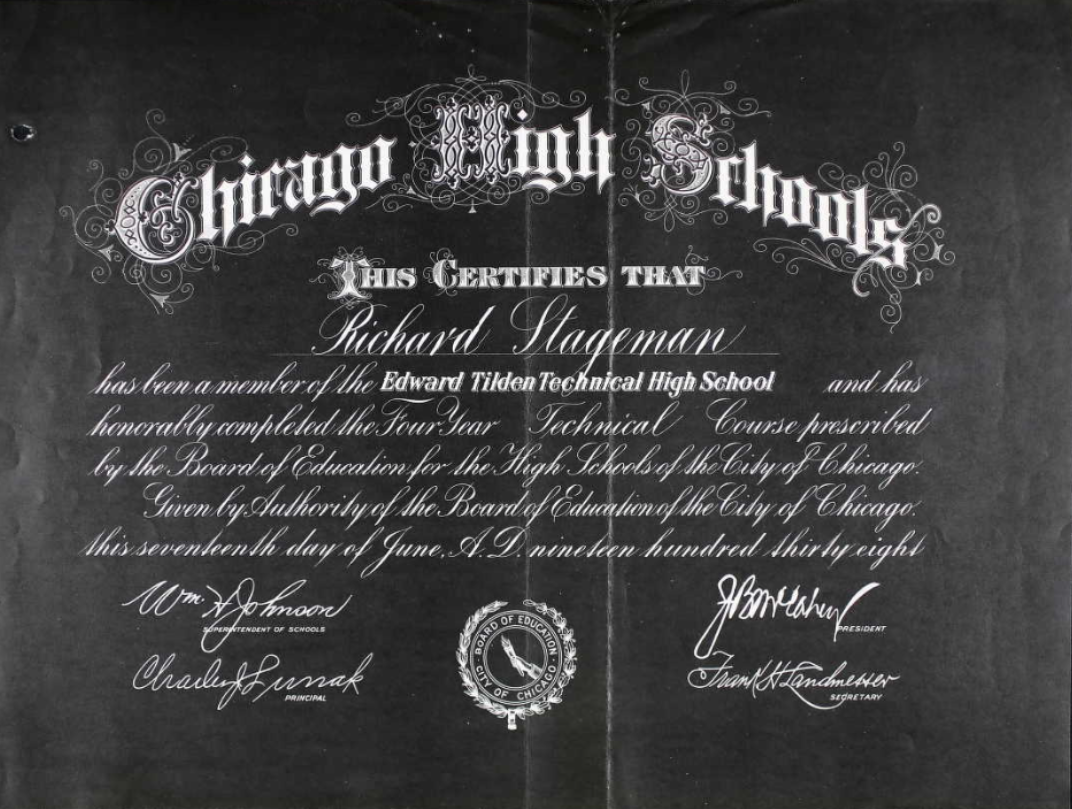 Chicago High Schools
THIS CERTIFIES THAT
Richard Stageman
has been a member of the Edward Tilden Technical High School and has
honorably completed the Four Year Technical Course prescribed
by the Board of Education for the High Schools of the City of Chicago.
Given by Authority of the Board of Education of the City of Chicago.
this seventeenth day of June, A.D. nineteen hundred thirty eight
Wm H Johnson
SUPERINTENDENT OF SCHOOLS
J B McCahey
PRESIDENT
BOARD OF EDUCATION
CITY OF CHICAGO
Charles J
PRINCIPAL
Frank H Landmesser
SECRETARY